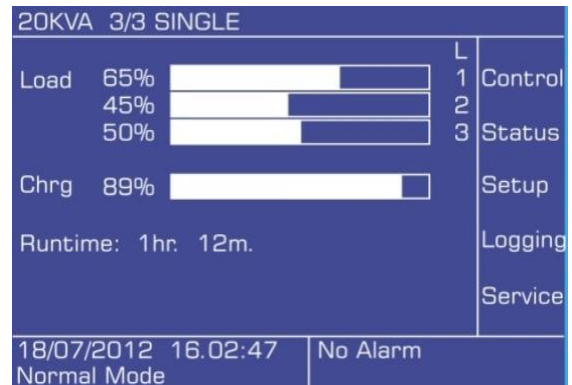 20KVA 3/3 SINGLE
L
Load 65% 1 Control
45% 2
50% 3 Status
Chrg 89% Setup
Runtime: 1hr. 12m. Logging
Service
18/07/2012 16.02:47 No Alarm
Normal Mode